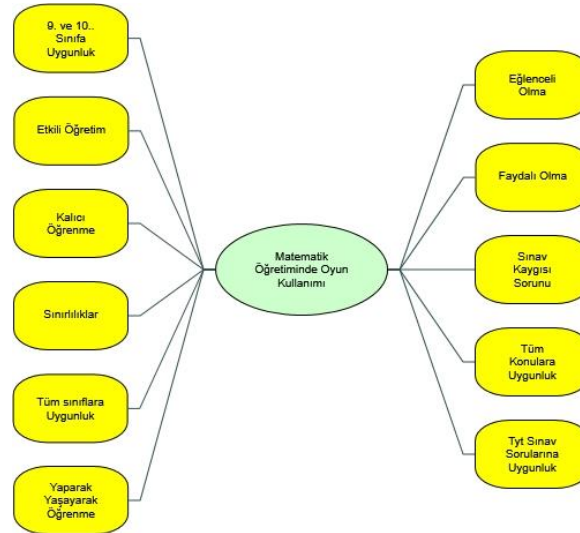 9. ve 10..
Sınıfa
Uygunluk
Etkili Öğretim
Kalıcı
Öğrenme
Sınırlılıklar
Tüm sınıflara
Uygunluk
Yaparak
Yaşayarak
Öğrenme
Matematik
Öğretiminde Oyun
Kullanımı
Eğlenceli
Olma
Faydalı Olma
Sınav
Kaygısı
Sorunu
Tüm
Konulara
Uygunluk
Tyt Sınav
Sorularına
Uygunluk